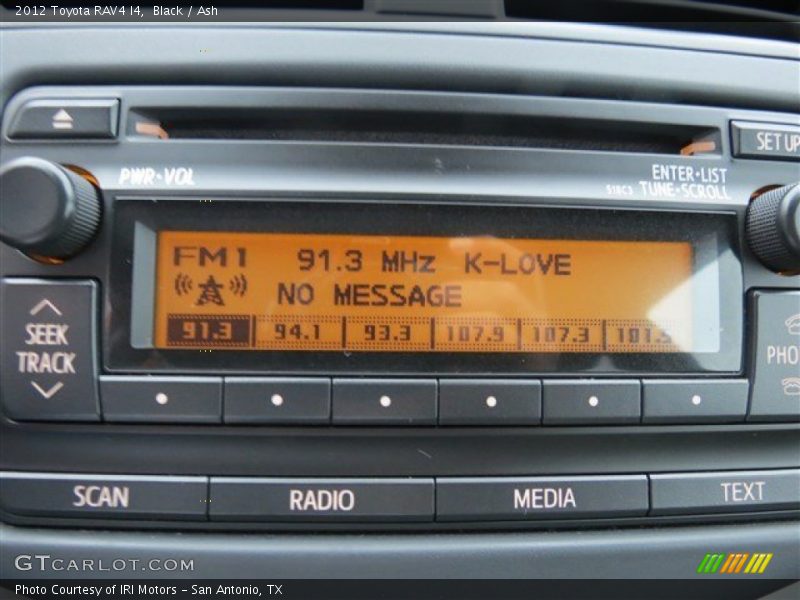 2012 Toyota RAV4 I4, Black / Ash
SET UP
PWR•VOL
ENTER•LIST
518C3 TUNE•SCROLL
FM1 91.3 MHz K-LOVE
NO MESSAGE
91.3 94.1 93.3 107.9 107.3
SEEK
TRACK
PHO
SCAN RADIO MEDIA TEXT
GTCARLOT.COM
Photo Courtesy of IRI Motors – San Antonio, TX